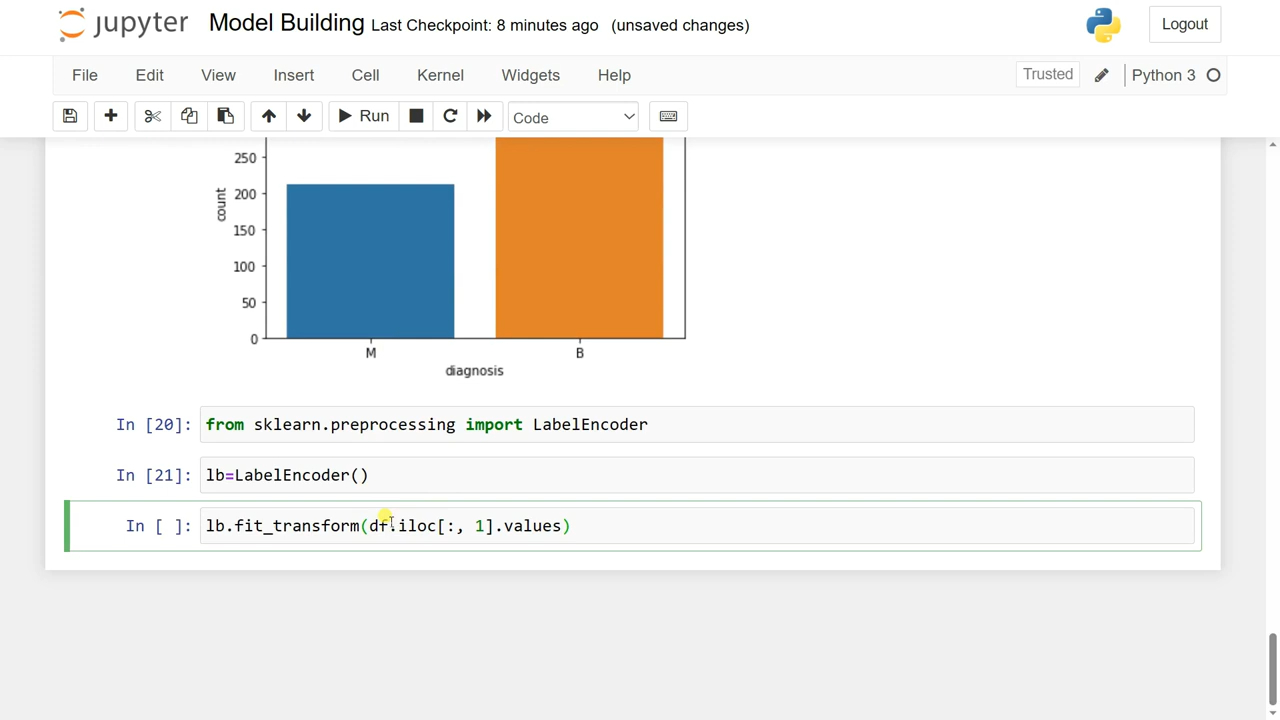 jupyter Model Building Last Checkpoint: 8 minutes ago (unsaved changes) Logout
File Edit View Insert Cell Kernel Widgets Help Trusted Python 3
Run Code
250
200
150
100
50
0
count
M B
diagnosis
In [20]: from sklearn.preprocessing import LabelEncoder
In [21]: lb=LabelEncoder()
In [ ]: lb.fit_transform(df.iloc[:, 1].values)